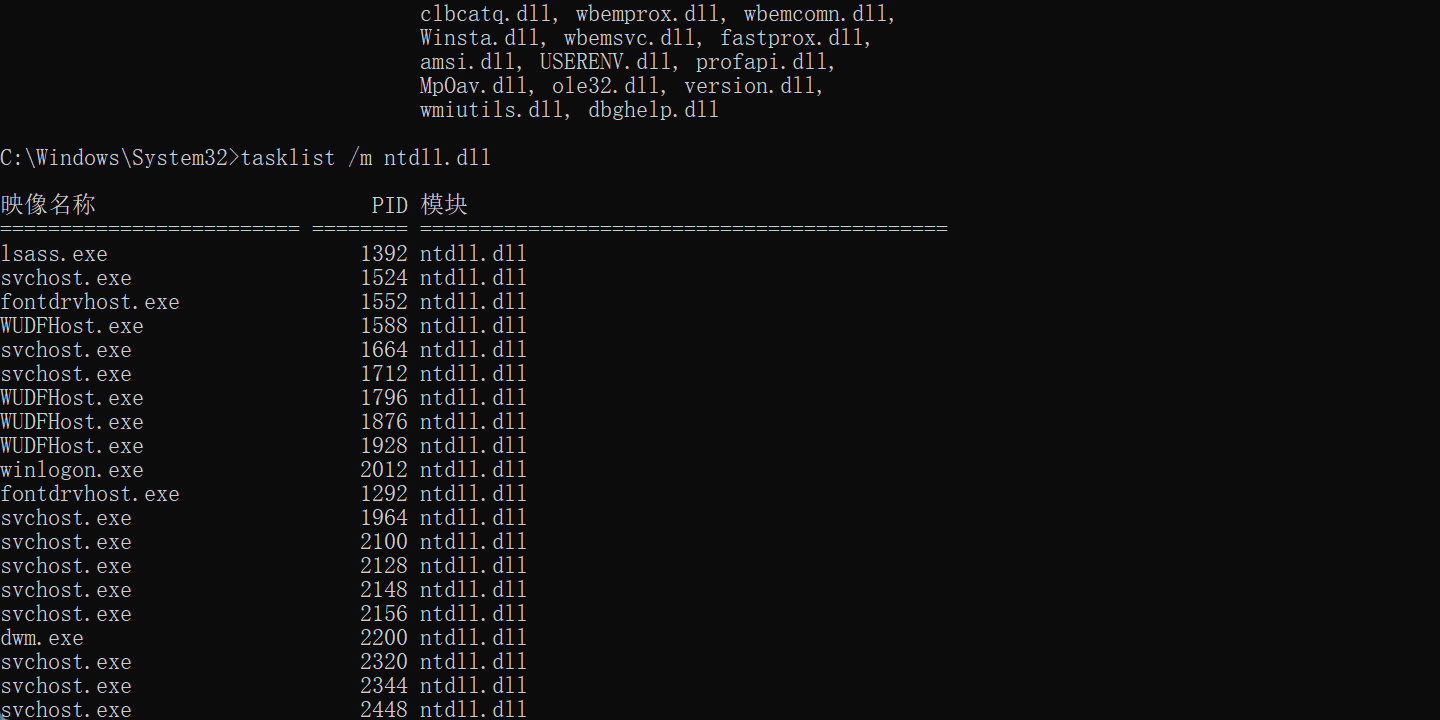 clbcatq.dll, wbemprox.dll, wbemcomn.dll,
Winsta.dll, wbemsvc.dll, fastprox.dll,
amsi.dll, USERENV.dll, profapi.dll,
MpOav.dll, ole32.dll, version.dll,
wmiutils.dll, dbghelp.dll
C:\Windows\System32>tasklist /m ntdll.dll
映像名称 PID 模块
========================= ======== ============================================
lsass.exe 1392 ntdll.dll
svchost.exe 1524 ntdll.dll
fontdrvhost.exe 1552 ntdll.dll
WUDFHost.exe 1588 ntdll.dll
svchost.exe 1664 ntdll.dll
svchost.exe 1712 ntdll.dll
WUDFHost.exe 1796 ntdll.dll
WUDFHost.exe 1876 ntdll.dll
WUDFHost.exe 1928 ntdll.dll
winlogon.exe 2012 ntdll.dll
fontdrvhost.exe 1292 ntdll.dll
svchost.exe 1964 ntdll.dll
svchost.exe 2100 ntdll.dll
svchost.exe 2128 ntdll.dll
svchost.exe 2148 ntdll.dll
svchost.exe 2156 ntdll.dll
dwm.exe 2200 ntdll.dll
svchost.exe 2320 ntdll.dll
svchost.exe 2344 ntdll.dll
svchost.exe 2448 ntdll.dll